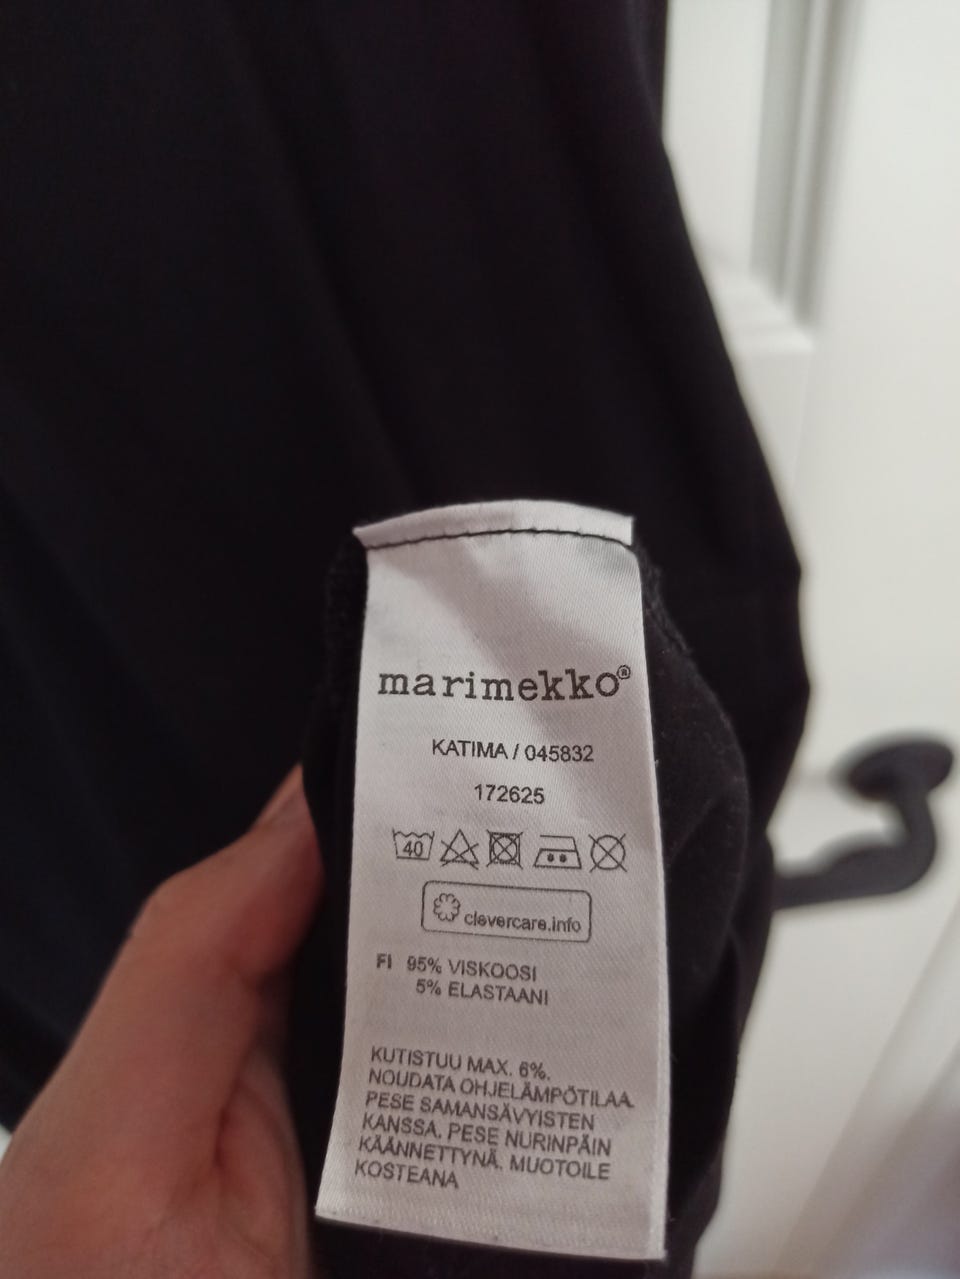 marimekko®
KATIMA / 045832
172625
40
clevercare.info
FI 95% VISKOOSI
5% ELASTAANI
KUTISTUU MAX. 6%.
NOUDATA OHJELÄMPÖTILAA.
PESE SAMANSÄVYISTEN
KANSSA. PESE NURINPÄIN
KÄÄNNETTYNÄ. MUOTOILE
KOSTEANA